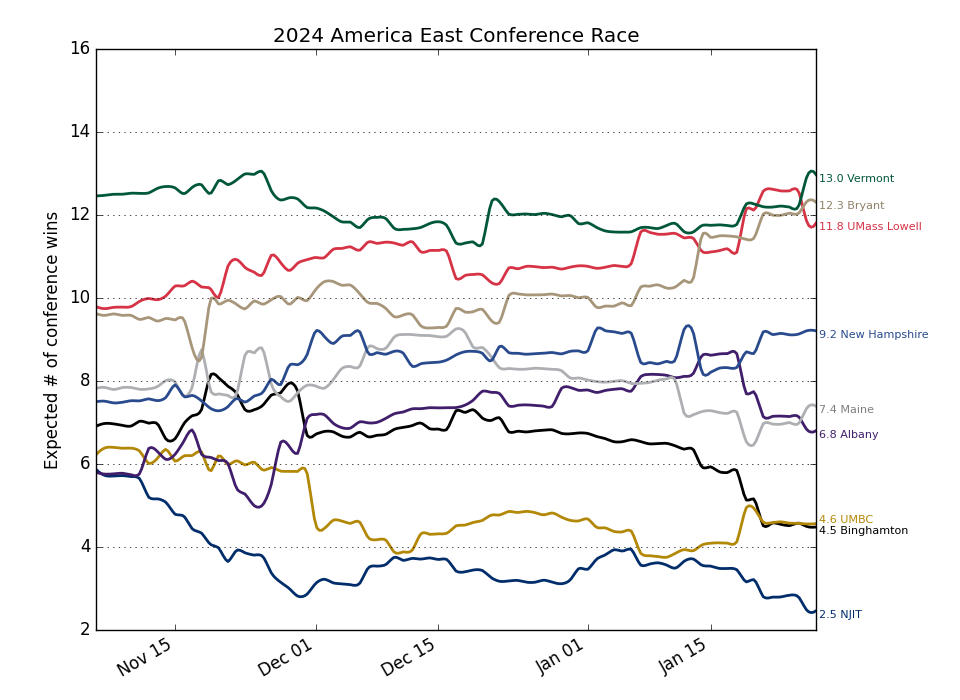 2024 America East Conference Race
Expected # of conference wins
16
14
12
10
8
6
4
2
Nov 15
Dec 01
Dec 15
Jan 01
Jan 15
13.0 Vermont
12.3 Bryant
11.8 UMass Lowell
9.2 New Hampshire
7.4 Maine
6.8 Albany
4.6 UMBC
4.5 Binghamton
2.5 NJIT